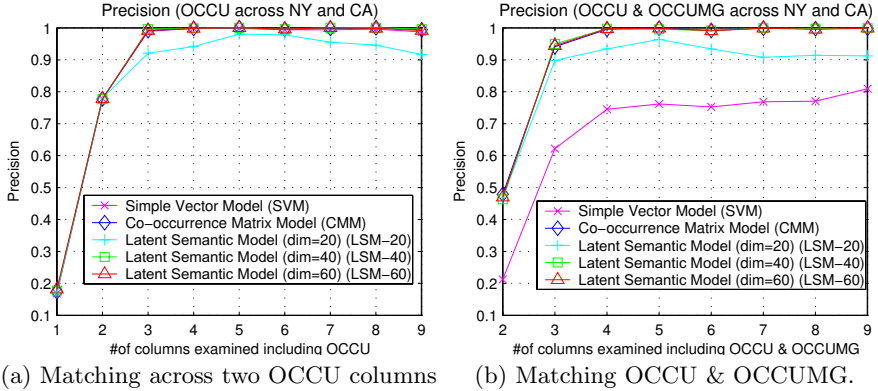 Precision (OCCU across NY and CA)
1
0.9
0.8
0.7
0.6
0.5
0.4
0.3
0.2
0.1
Precision
Simple Vector Model (SVM)
Co-occurrence Matrix Model (CMM)
Latent Semantic Model (dim=20) (LSM-20)
Latent Semantic Model (dim=40) (LSM-40)
Latent Semantic Model (dim=60) (LSM-60)
1 2 3 4 5 6 7 8 9
#of columns examined including OCCU
(a) Matching across two OCCU columns
Precision (OCCU & OCCUMG across NY and CA)
1
0.9
0.8
0.7
0.6
0.5
0.4
0.3
0.2
0.1
Precision
Simple Vector Model (SVM)
Co-occurrence Matrix Model (CMM)
Latent Semantic Model (dim=20) (LSM-20)
Latent Semantic Model (dim=40) (LSM-40)
Latent Semantic Model (dim=60) (LSM-60)
2 3 4 5 6 7 8 9
#of columns examined including OCCU & OCCUMG
(b) Matching OCCU & OCCUMG.